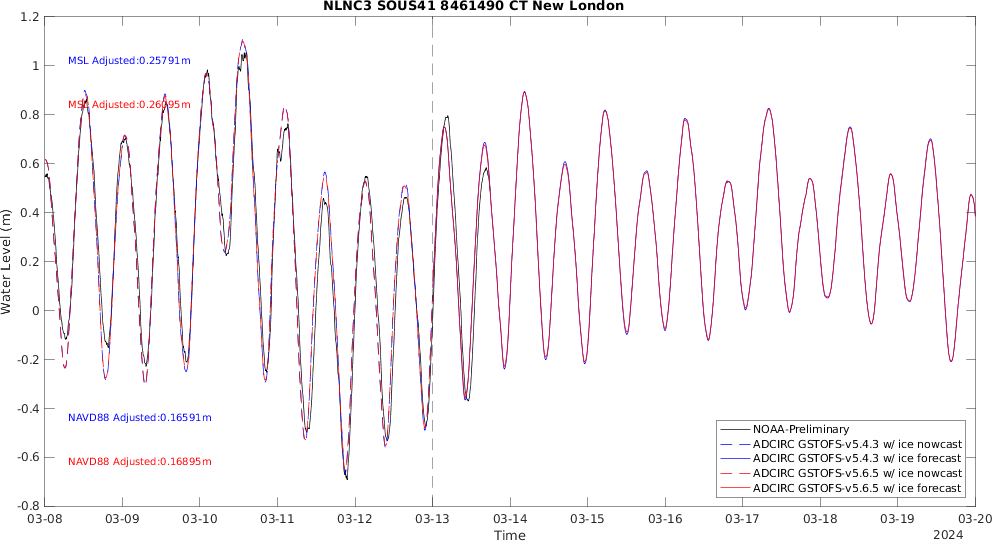 NLNC3 SOUS41 8461490 CT New London
1.2
1
0.8
0.6
0.4
0.2
0
-0.2
-0.4
-0.6
-0.8
Water Level (m)
MSL Adjusted:0.25791m
MSL Adjusted:0.26095m
NAVD88 Adjusted:0.16591m
NAVD88 Adjusted:0.16895m
NOAA-Preliminary
ADCIRC GSTOFS-v5.4.3 w/ ice nowcast
ADCIRC GSTOFS-v5.4.3 w/ ice forecast
ADCIRC GSTOFS-v5.6.5 w/ ice nowcast
ADCIRC GSTOFS-v5.6.5 w/ ice forecast
03-08 03-09 03-10 03-11 03-12 03-13 03-14 03-15 03-16 03-17 03-18 03-19 03-20
Time
2024